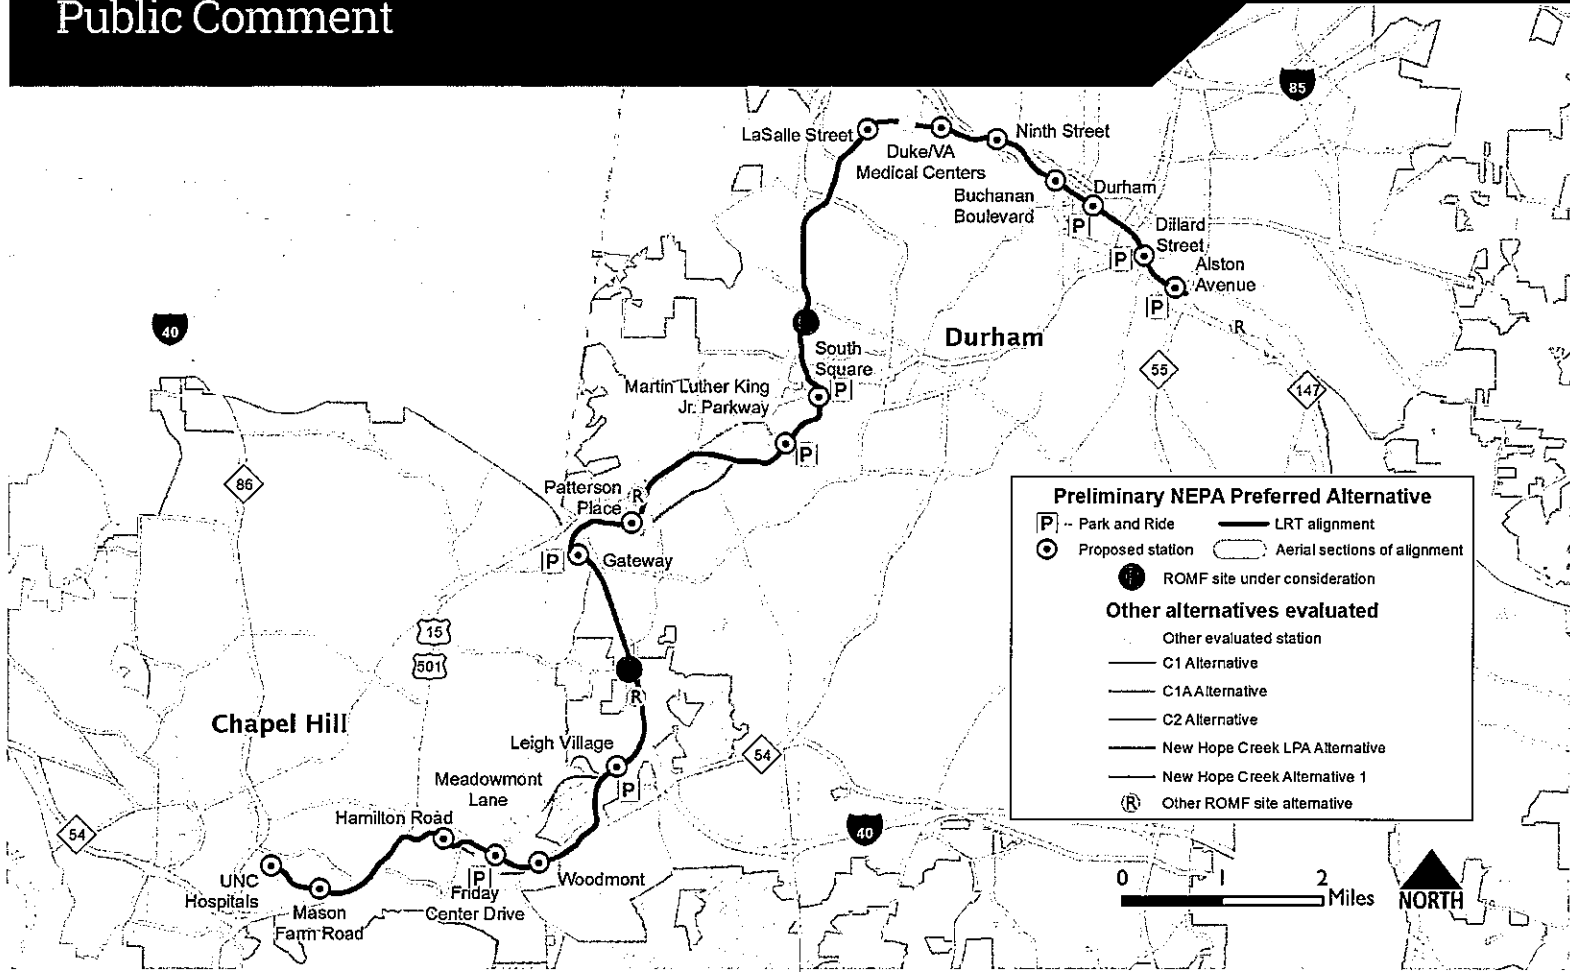 Public Comment
85
LaSalle Street
Duke/VA
Medical Centers
Ninth Street
Buchanan
Boulevard
Durham
P
Dillard
Street
P
Alston
Avenue
P
R
40
Durham
South
Square
P
Martin Luther King
Jr. Parkway
P
55
147
86
Patterson
Place
R
P
Gateway
15
501
R
Chapel Hill
Leigh Village
P
54
Meadowmont
Lane
Hamilton Road
54
UNC
Hospitals
Mason
Farm Road
P
Friday
Center Drive
Woodmont
40
Preliminary NEPA Preferred Alternative
P -- Park and Ride
LRT alignment
Proposed station
Aerial sections of alignment
ROMF site under consideration
Other alternatives evaluated
Other evaluated station
C1 Alternative
C1A Alternative
C2 Alternative
New Hope Creek LPA Alternative
New Hope Creek Alternative 1
R Other ROMF site alternative
0 1 2
Miles
NORTH